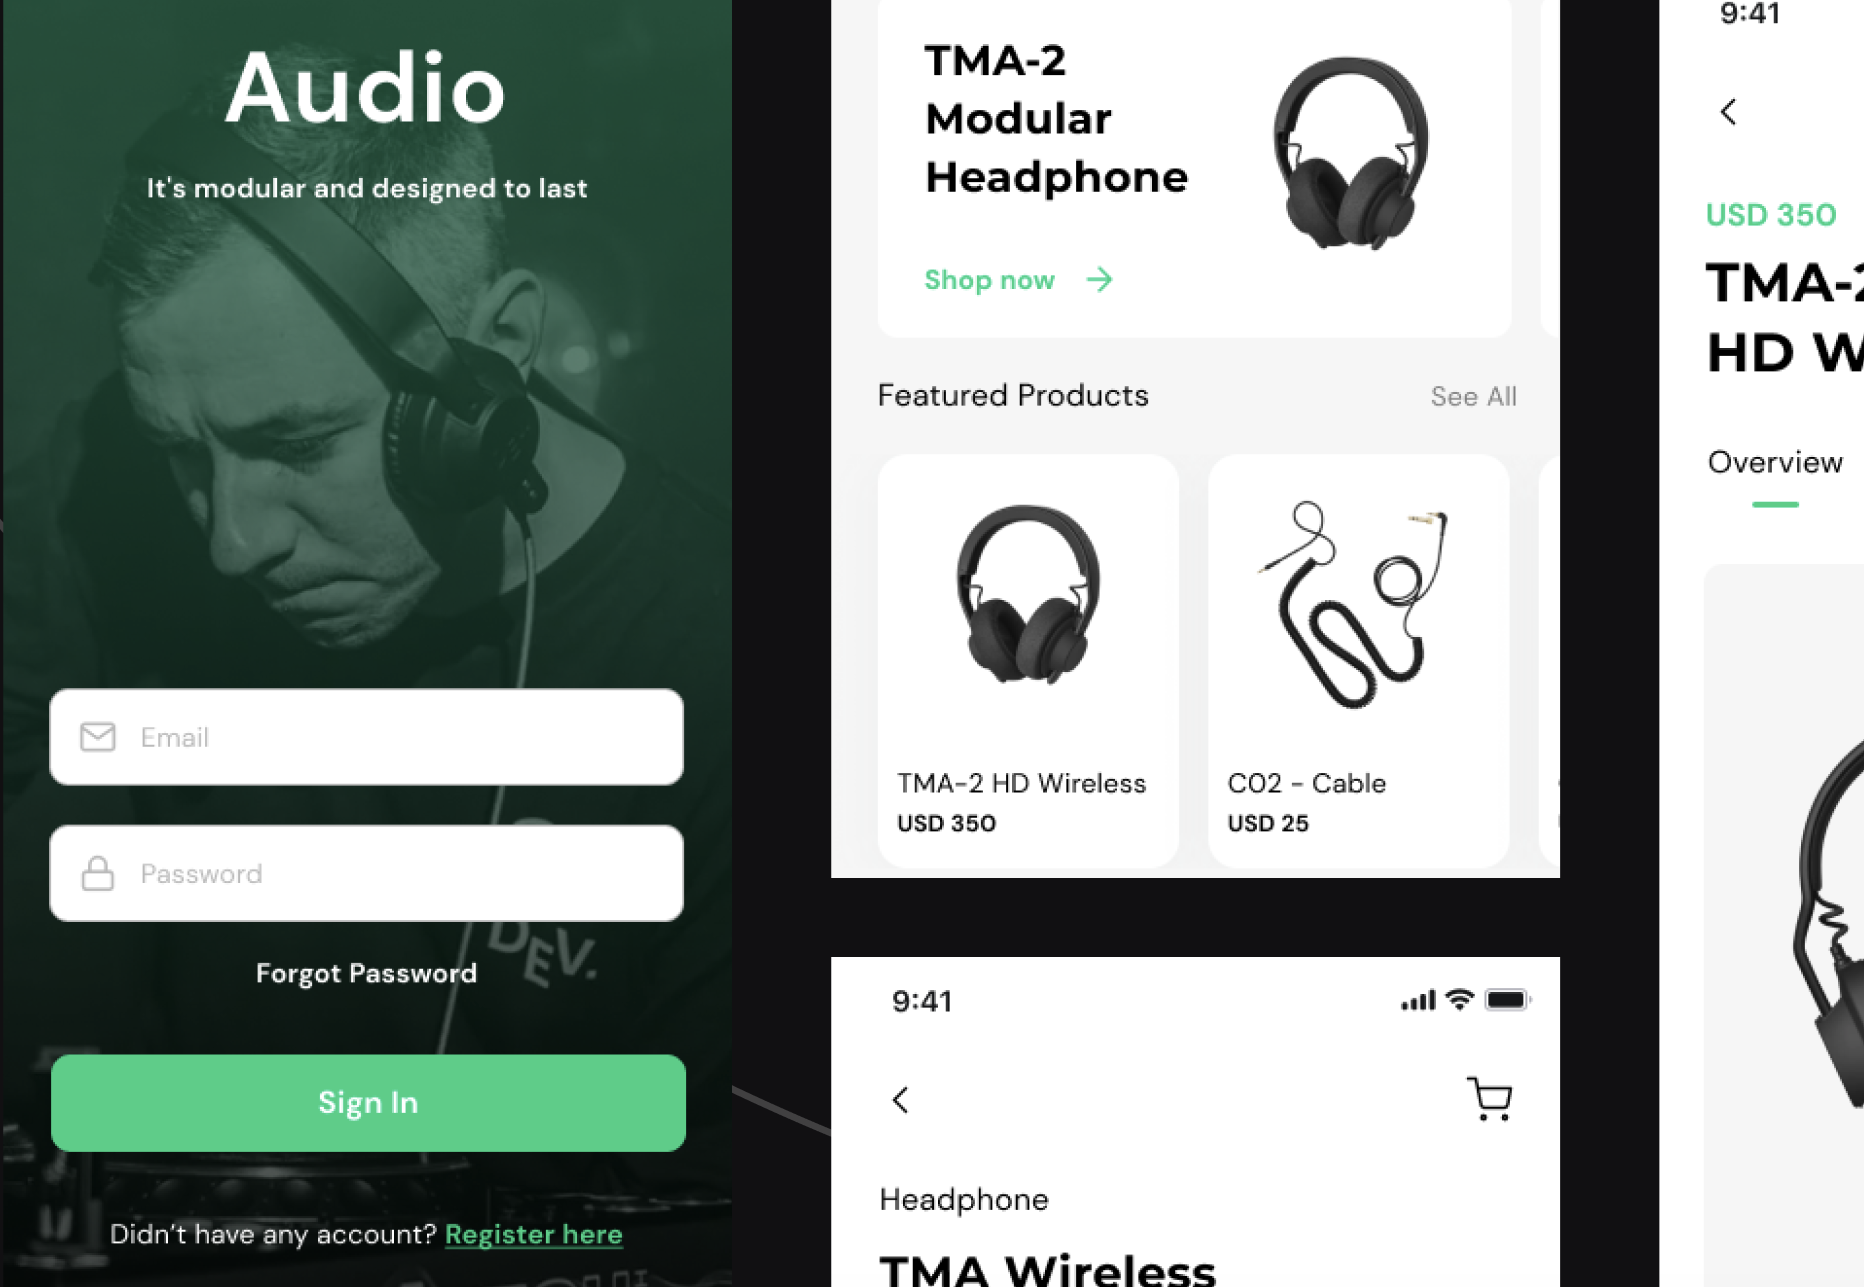 Audio
It's modular and designed to last
Email
Password
DEV.
Forgot Password
Sign In
Didn't have any account? Register here
TMA-2
Modular
Headphone
Shop now
Featured Products
See All
TMA-2 HD Wireless
USD 350
CO2 - Cable
USD 25
9:41
Headphone
TMA Wireless
9:41
USD 350
TMA-2
HD W
Overview